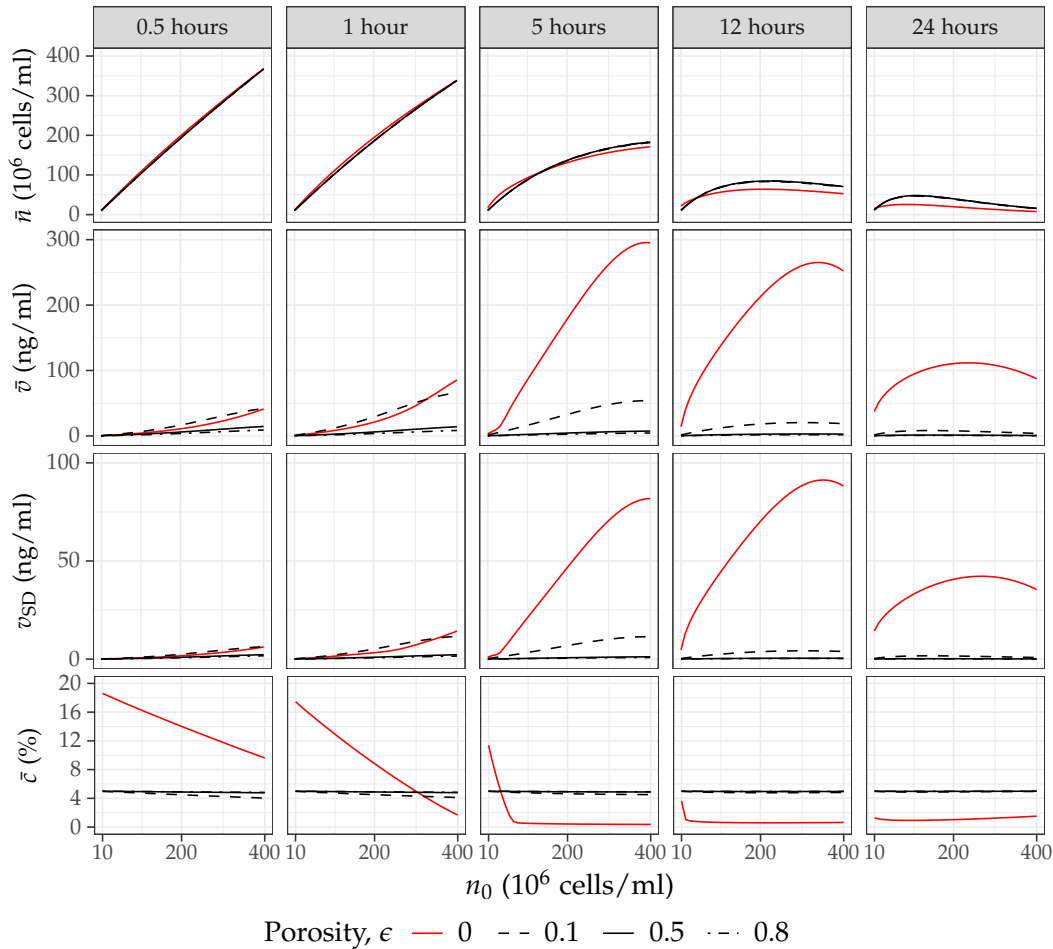 0.5 hours 1 hour 5 hours 12 hours 24 hours
n̄ (10⁶ cells/ml)
400
300
200
100
0
v̄ (ng/ml)
300
200
100
0
v_SD (ng/ml)
100
50
0
c̄ (%)
20
16
12
8
4
0
10 200 400 10 200 400 10 200 400 10 200 400 10 200 400
n₀ (10⁶ cells/ml)
Porosity, ϵ 0 0.1 0.5 0.8